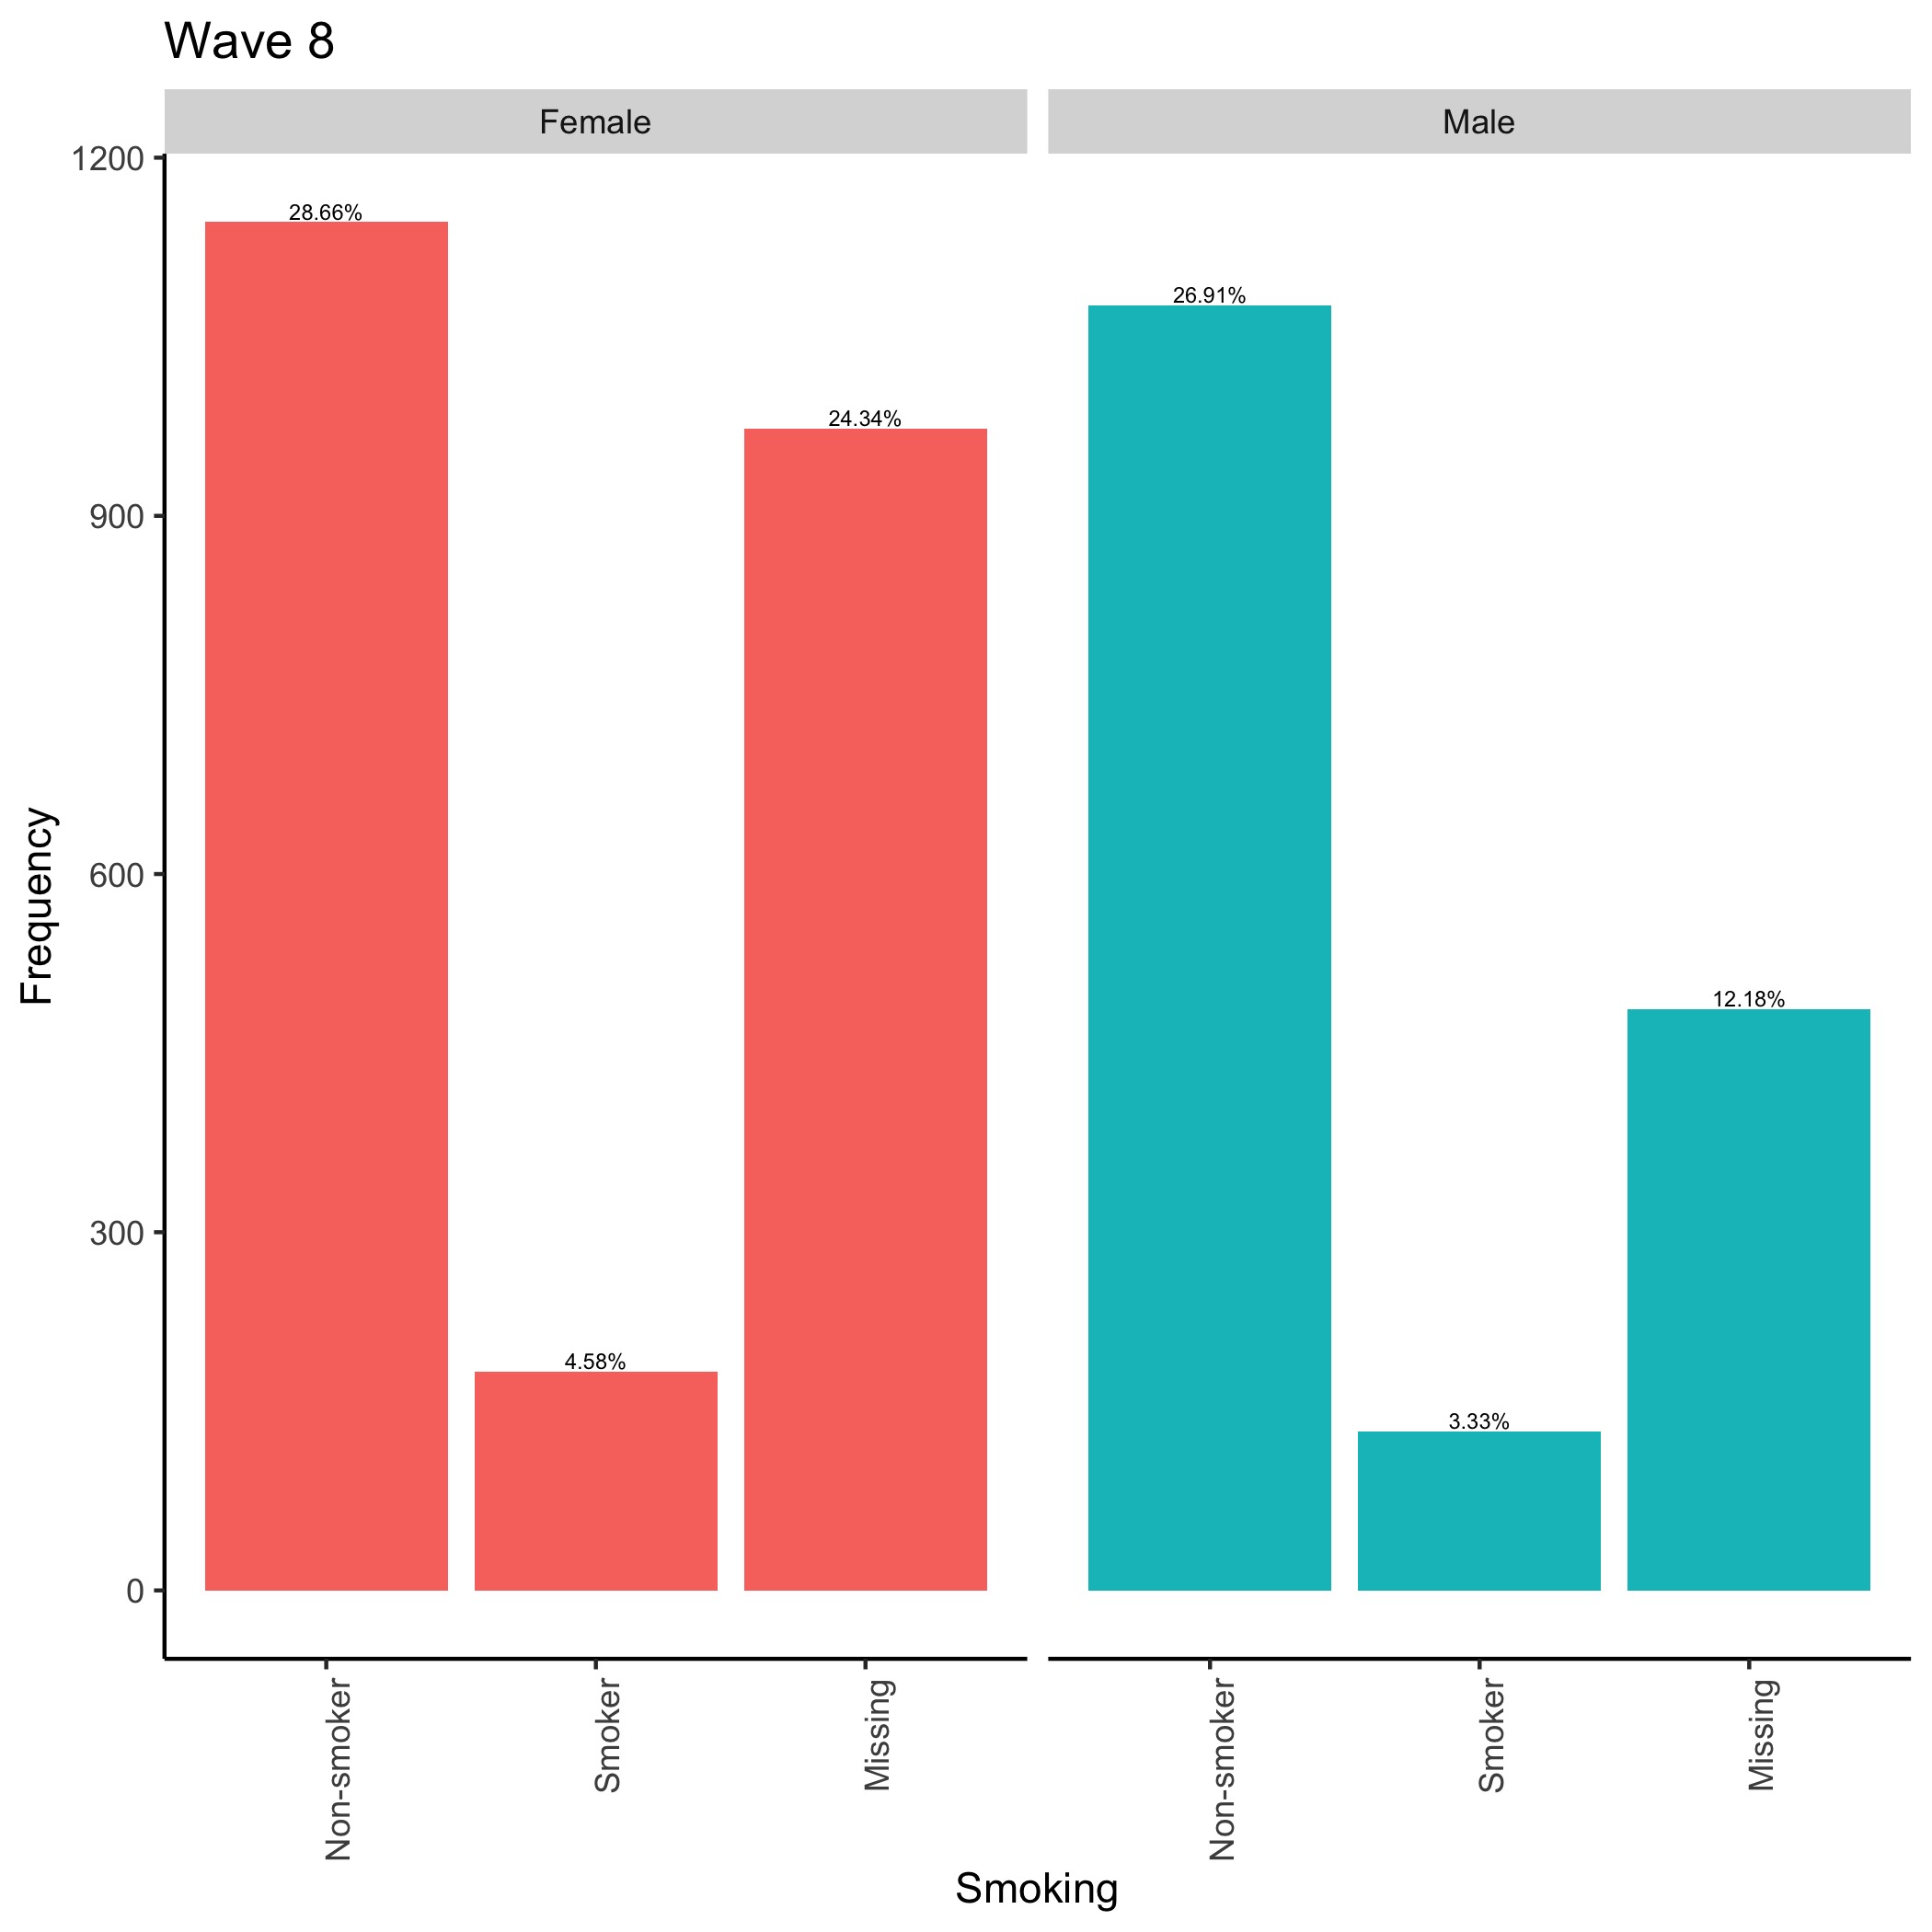 Wave 8
Female
Male
1200
900
600
300
0
Frequency
28.66%
4.58%
24.34%
26.91%
3.33%
12.18%
Non-smoker
Smoker
Missing
Non-smoker
Smoker
Missing
Smoking